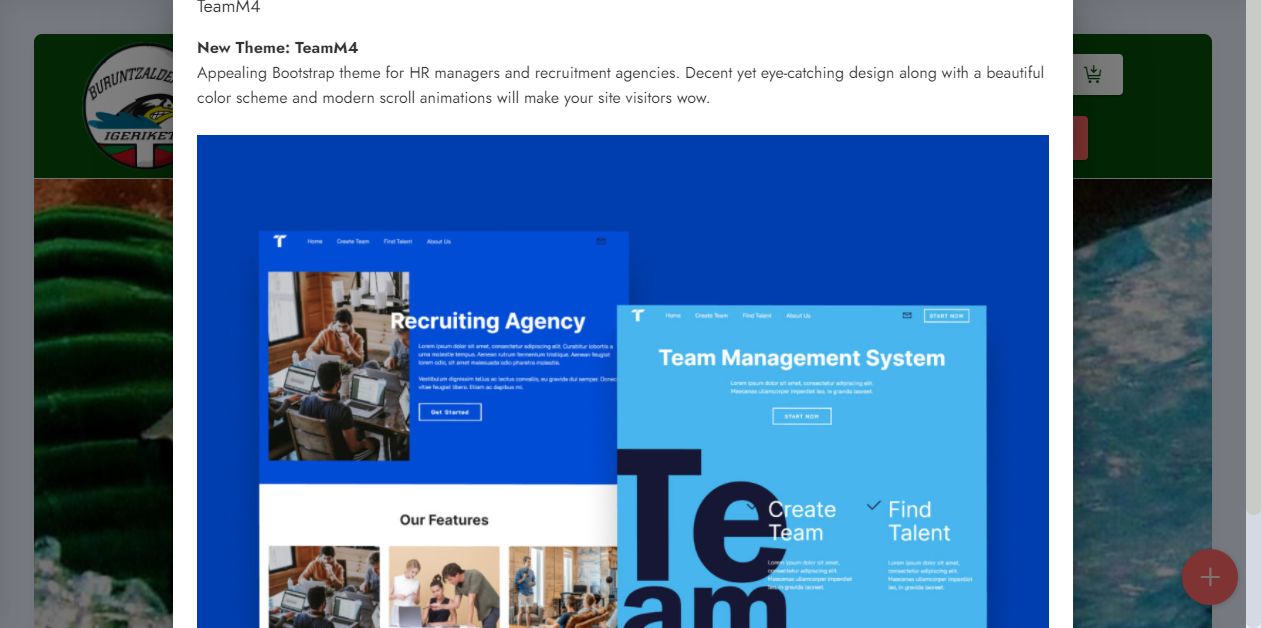 TeamM4
New Theme: TeamM4
Appealing Bootstrap theme for HR managers and recruitment agencies. Decent yet eye-catching design along with a beautiful
color scheme and modern scroll animations will make your site visitors wow.
BURUNTZALDE
IGERIKET
T
Home Create Team Find Talent About Us
Recruiting Agency
Lorem ipsum dolor sit amet, consectetur adipiscing elit. Curabitur lobortis a
urna molestie tempus. Aenean rutrum fermentum tristique. Aenean feugiat
lorem odio, sit amet malesuada odio pharetra molestie.
Vestibulum dignissim tellus ac lectus convallis, eu gravida dui semper. Donec
vitae feugiat libero. Etiam ac dapibus mi.
Get Started
Our Features
T
Home Create Team Find Talent About Us START NOW
Team Management System
Lorem ipsum dolor sit amet, consectetur adipiscing elit.
Maecenas ullamcorper imperdiet leo, in gravida laoreet.
START NOW
Te
am
Create
Team
Lorem ipsum dolor sit amet,
consectetur adipiscing elit.
Maecenas ullamcorper imperdiet
leo, in gravida laoreet.
Find
Talent
Lorem ipsum dolor sit amet,
consectetur adipiscing elit.
Maecenas ullamcorper imperdiet
leo, in gravida laoreet.